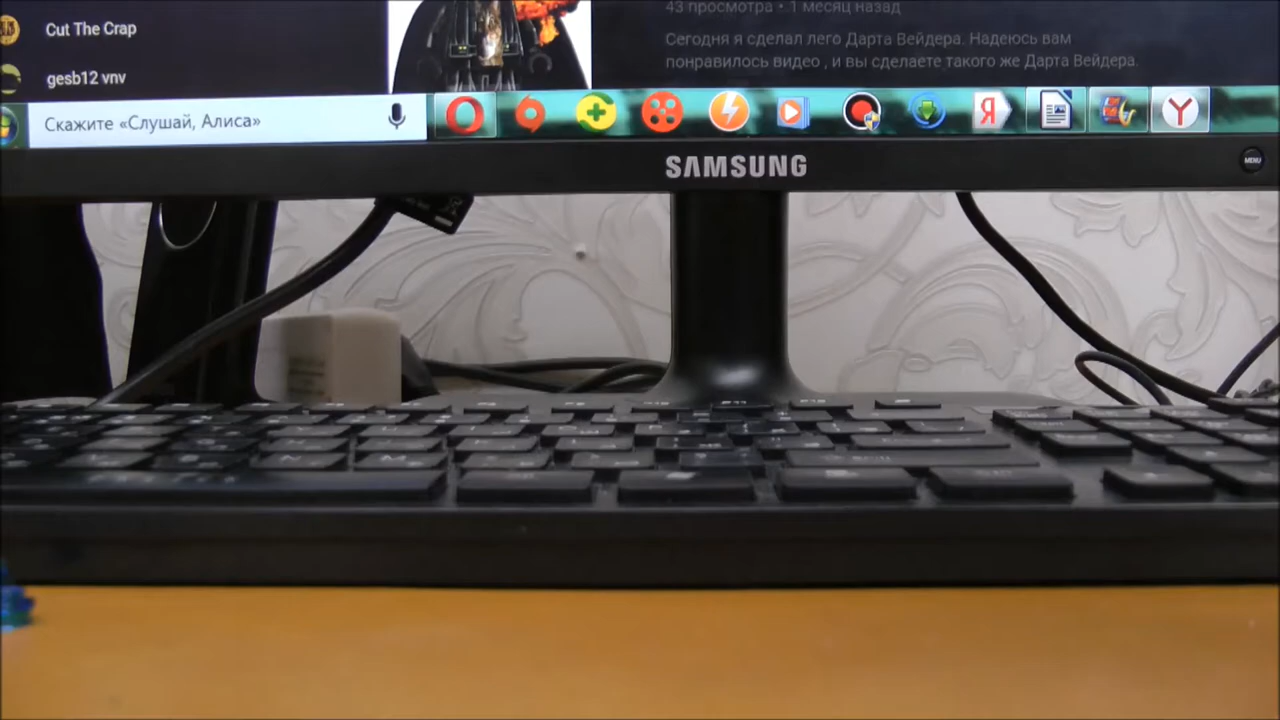 Cut The Crap
gesb12 vnv
43 просмотра • 1 месяц назад
Сегодня я сделал лего Дарта Вейдера. Надеюсь вам
понравилось видео , и вы сделаете такого же Дарта Вейдера.
Скажите «Слушай, Алиса»
Я
Y
SAMSUNG
MENU